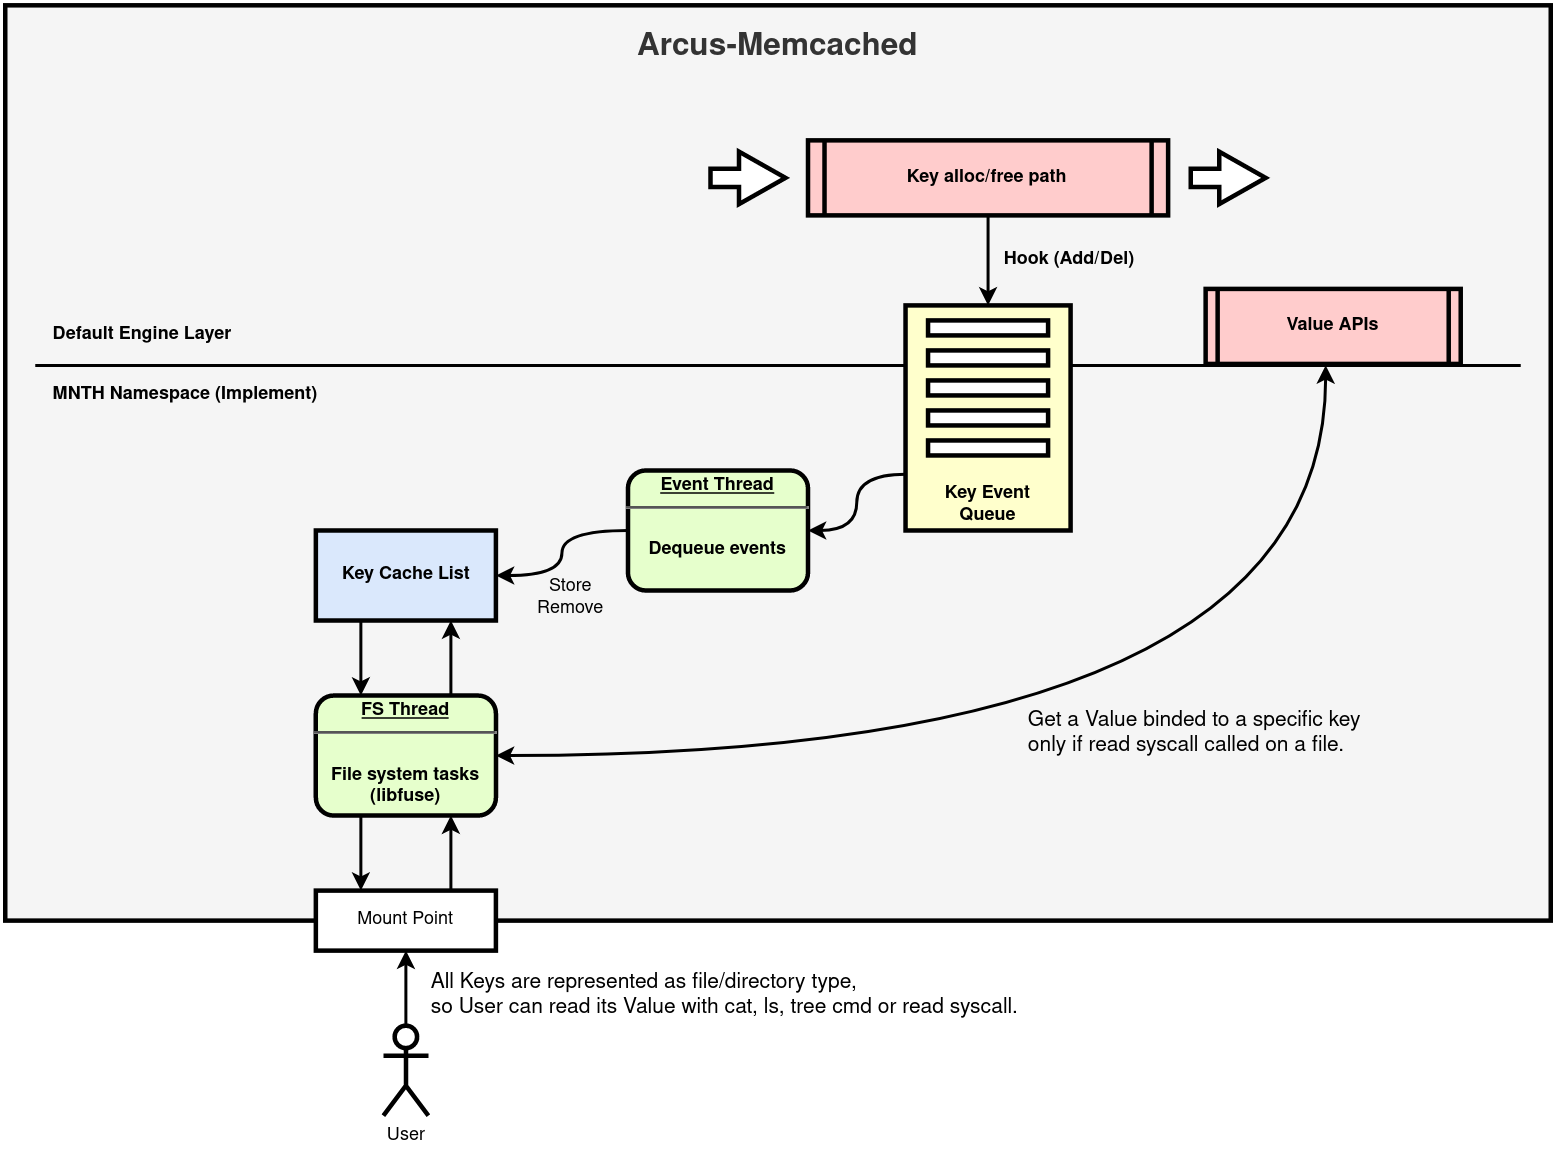 Arcus-Memcached
Key alloc/free path
Hook (Add/Del)
Value APIs
Default Engine Layer
MNTH Namespace (Implement)
Key Event
Queue
Event Thread
Dequeue events
Key Cache List
Store
Remove
FS Thread
File system tasks
(libfuse)
Get a Value binded to a specific key
only if read syscall called on a file.
Mount Point
All Keys are represented as file/directory type,
so User can read its Value with cat, ls, tree cmd or read syscall.
User